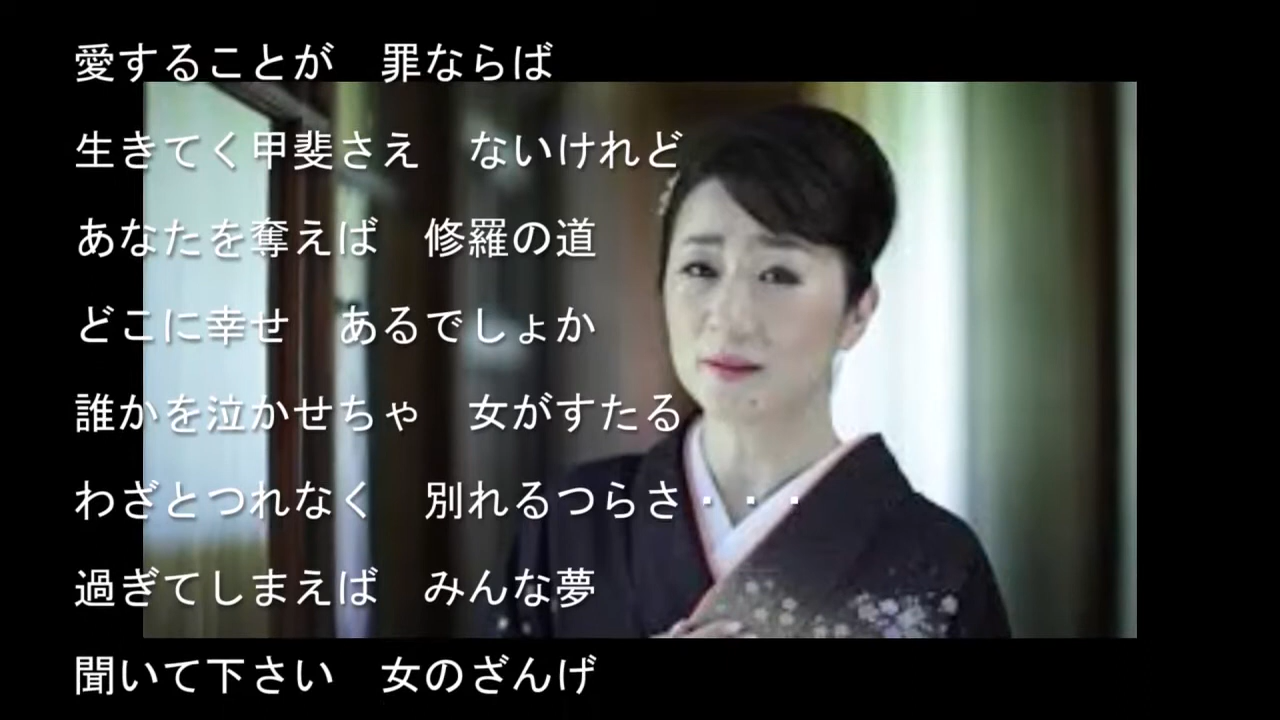 愛することが　罪ならば
生きてく甲斐さえ　ないけれど
あなたを奪えば　修羅の道
どこに幸せ　あるでしょか
誰かを泣かせちゃ　女がすたる
わざとつれなく　別れるつらさ・・・
過ぎてしまえば　みんな夢
聞いて下さい　女のざんげ